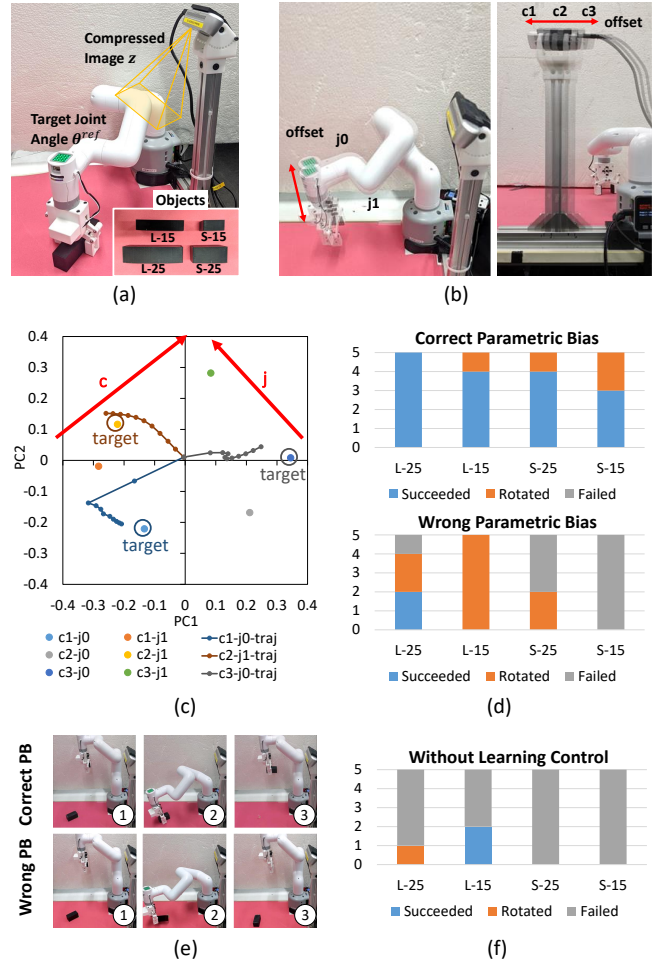 Compressed
Image z
Target Joint
Angle θ^ref
Objects
L-15 S-15
L-25 S-25
(a)
offset
j0
j1
c1 c2 c3
offset
(b)
0.4
0.3
0.2
0.1
0
-0.1
-0.2
-0.3
-0.4
PC2
c
j
target
target
target
-0.4 -0.3 -0.2 -0.1 0 0.1 0.2 0.3 0.4
PC1
c1-j0 c1-j1 c1-j0-traj
c2-j0 c2-j1 c2-j1-traj
c3-j0 c3-j1 c3-j0-traj
(c)
Correct Parametric Bias
5
4
3
2
1
0
L-25 L-15 S-25 S-15
Succeeded Rotated Failed
Wrong Parametric Bias
5
4
3
2
1
0
L-25 L-15 S-25 S-15
Succeeded Rotated Failed
(d)
Correct PB
1 2 3
Wrong PB
1 2 3
(e)
Without Learning Control
5
4
3
2
1
0
L-25 L-15 S-25 S-15
Succeeded Rotated Failed
(f)